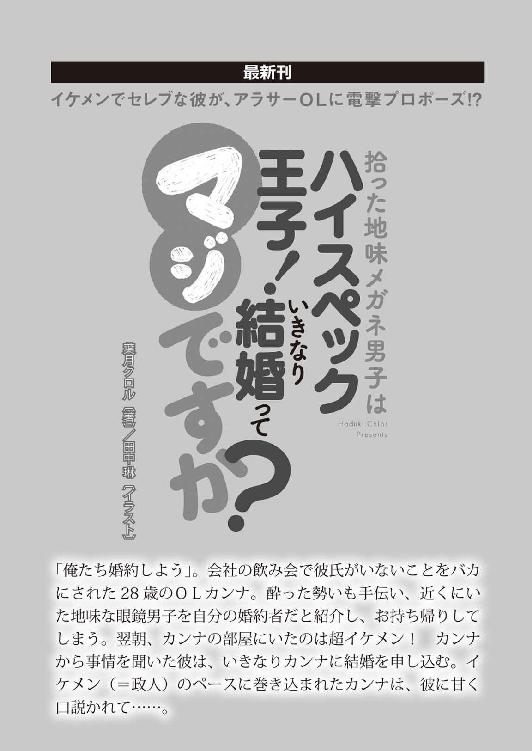 最新刊
イケメンでセレブな彼が、アラサーOLに電撃プロポーズ!?
拾った地味メガネ男子は
ハイスペック
王子!
いきなり
結婚って
マジですか?
Haduki Chlor
Presents
葉月クロル〔著〕/田中琳〔イラスト〕
「俺たち婚約しよう」。会社の飲み会で彼氏がいないことをバカ
にされた 28 歳のOLカンナ。酔った勢いも手伝い、近くにい
た地味な眼鏡男子を自分の婚約者だと紹介し、お持ち帰りして
しまう。翌朝、カンナの部屋にいたのは超イケメン! カンナ
から事情を聞いた彼は、いきなりカンナに結婚を申し込む。イ
ケメン(=政人)のペースに巻き込まれたカンナは、彼に甘く
口説かれて……。